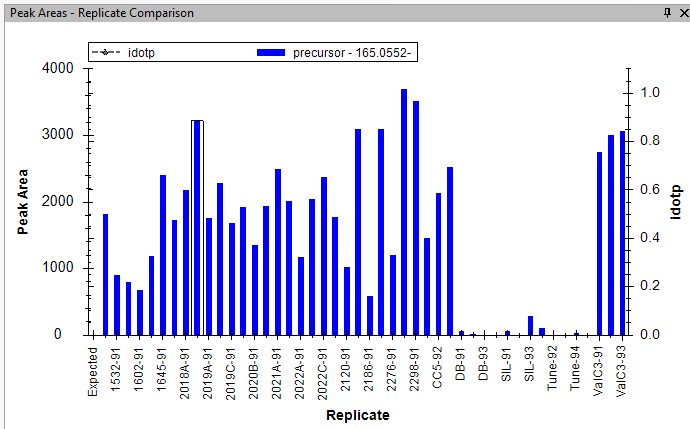 Peak Areas - Replicate Comparison
idotp
precursor - 165.0552-
4000
3000
2000
1000
0
Peak Area
1.0
0.8
0.6
0.4
0.2
0.0
idotp
Expected
1532-91
1602-91
1645-91
2018A-91
2019A-91
2019C-91
2020B-91
2021A-91
2022A-91
2022C-91
2120-91
2186-91
2276-91
2298-91
CC5-92
DB-91
DB-93
SIL-91
SIL-93
Tune-92
Tune-94
ValC3-91
ValC3-93
Replicate